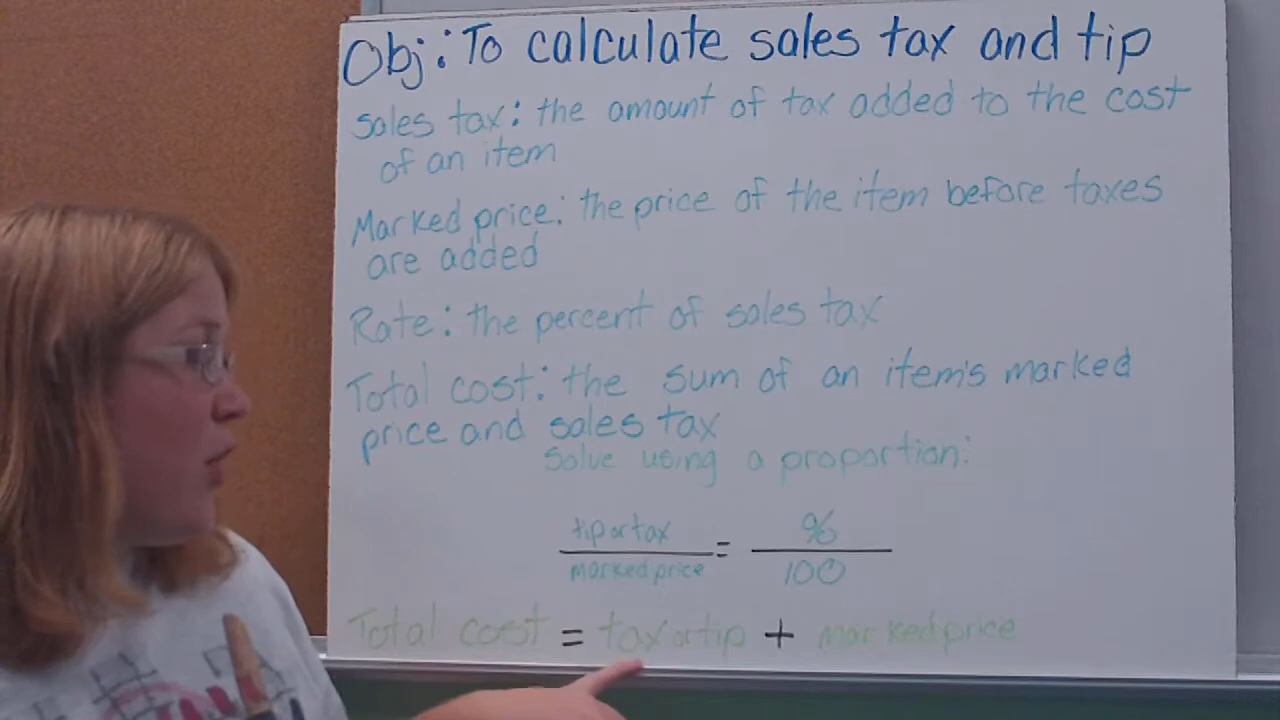 Obj: To calculate sales tax and tip
Sales tax: the amount of tax added to the cost
of an item
Marked price: the price of the item before taxes
are added
Rate: the percent of sales tax
Total cost: the sum of an item's marked
price and sales tax
Solve using a proportion:
tip or tax / marked price = % / 100
Total cost = tax or tip + marked price